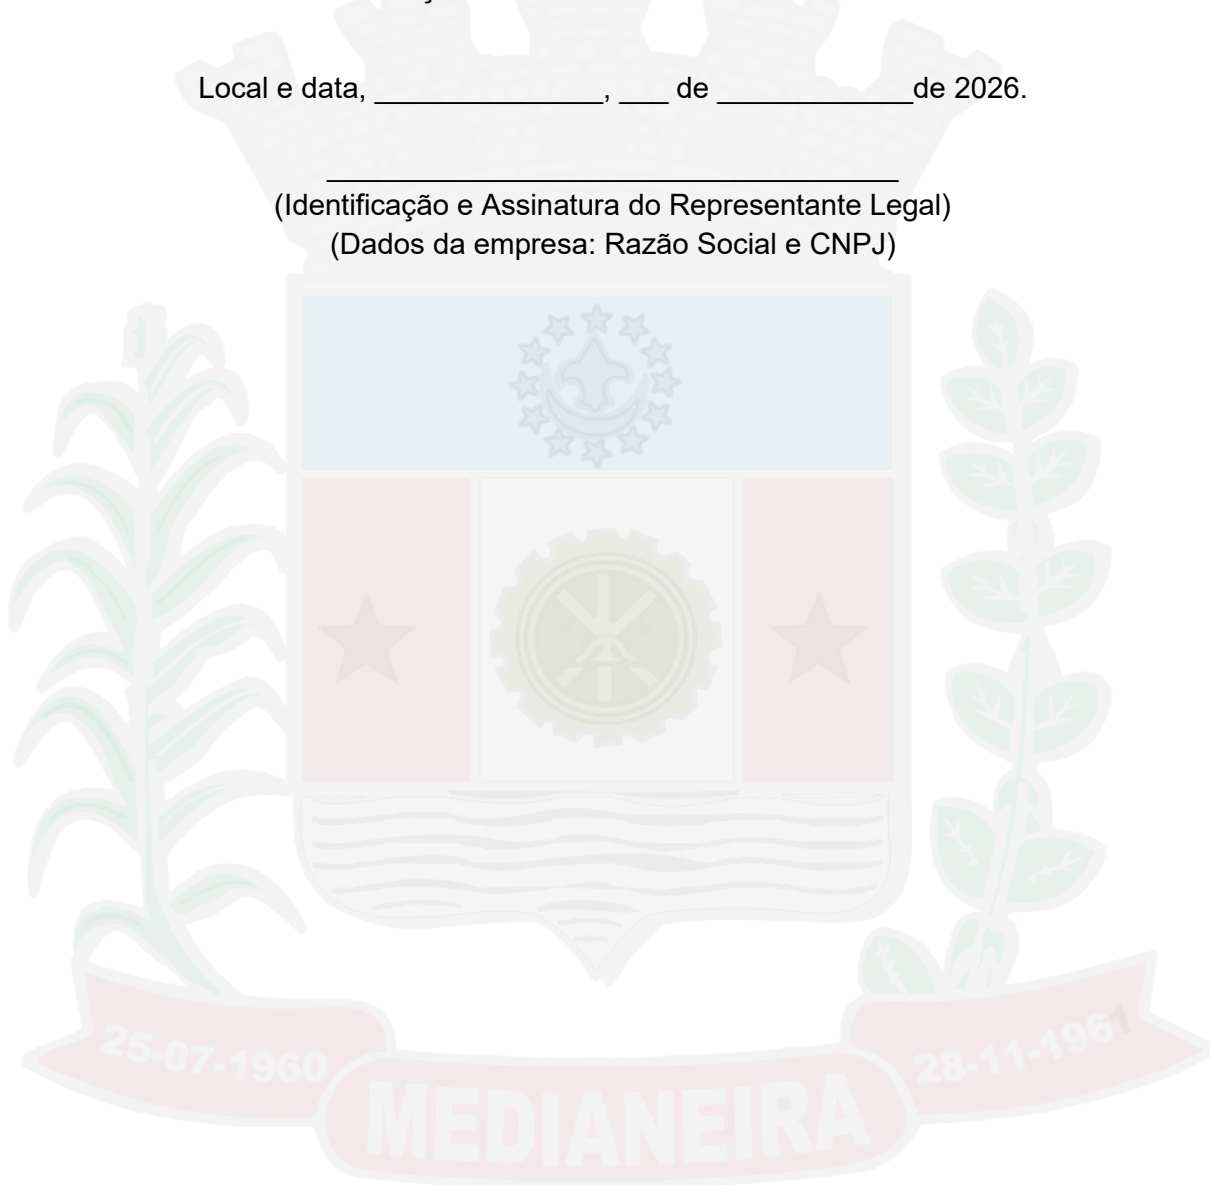 Local e data, ______________, ___ de ____________de 2026.
___________________________________
(Identificação e Assinatura do Representante Legal)
(Dados da empresa: Razão Social e CNPJ)
25-07-1960
28-11-1961
MEDIANEIRA